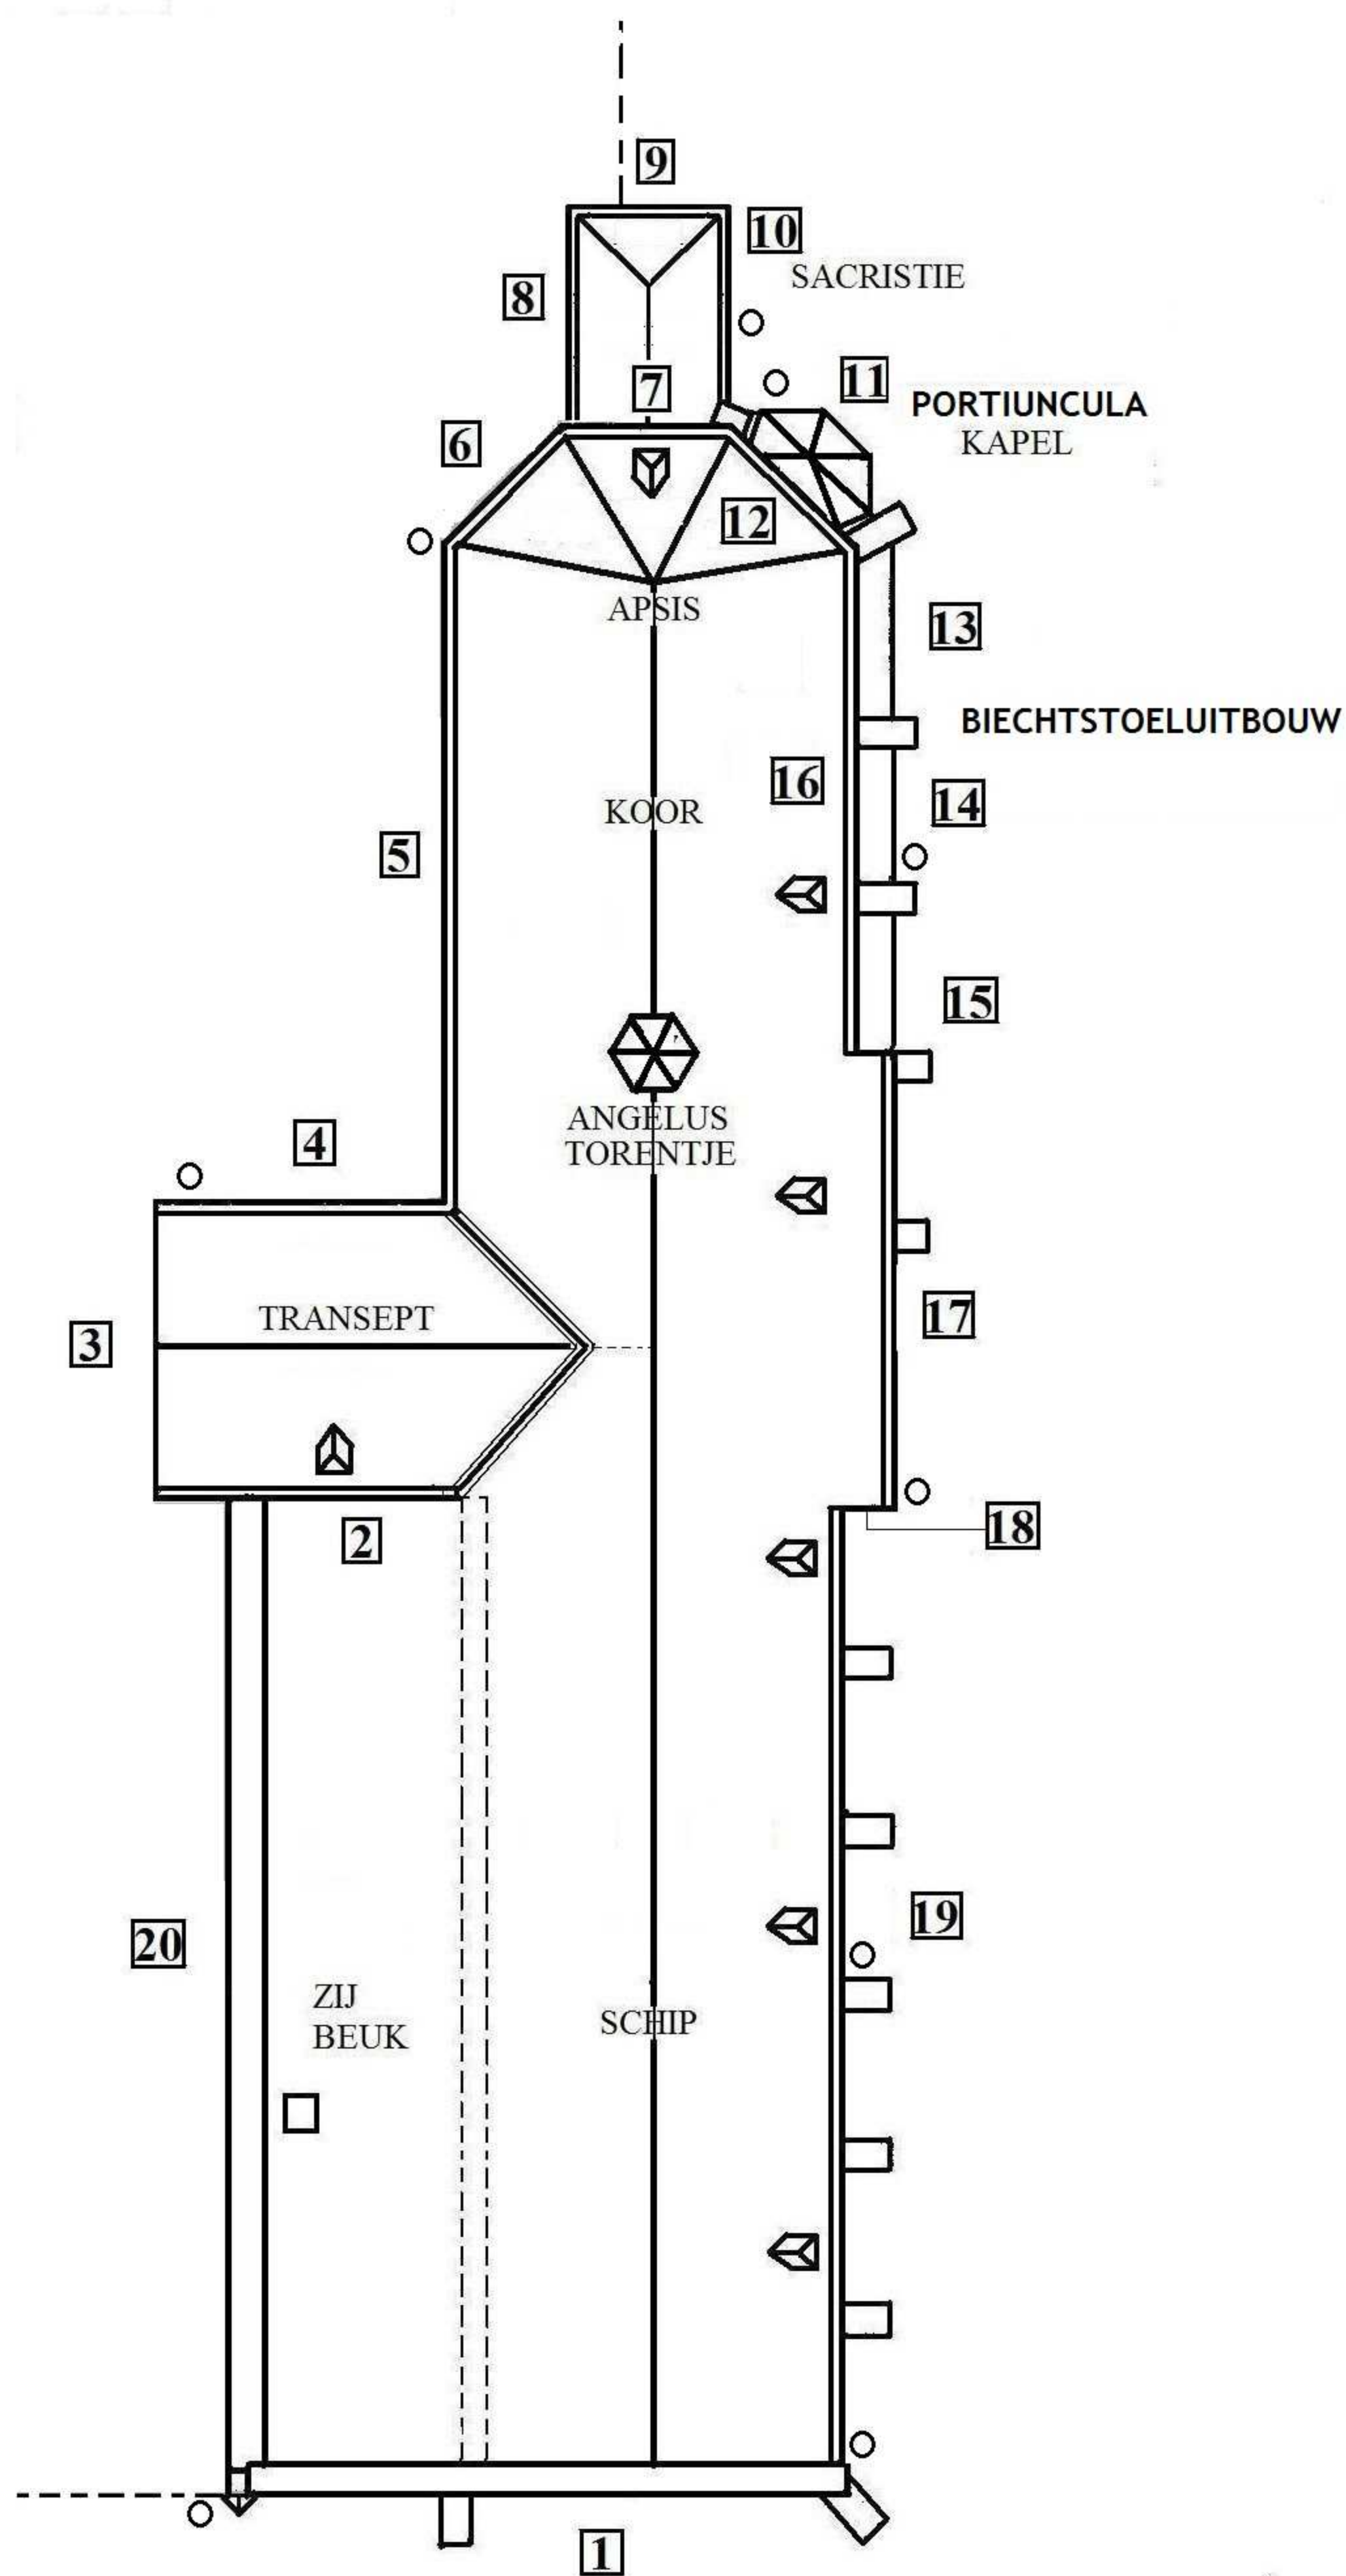 9
10
SACRISTIE
8
11
7
PORTIUNCULA
KAPEL
6
12
APSIS
13
BIECHTSTOELUITBOUW
16
KOOR
14
5
15
ANGELUS
TORENTJE
4
TRANSEPT
17
3
2
18
19
20
ZIJ
BEUK
SCHIP
1